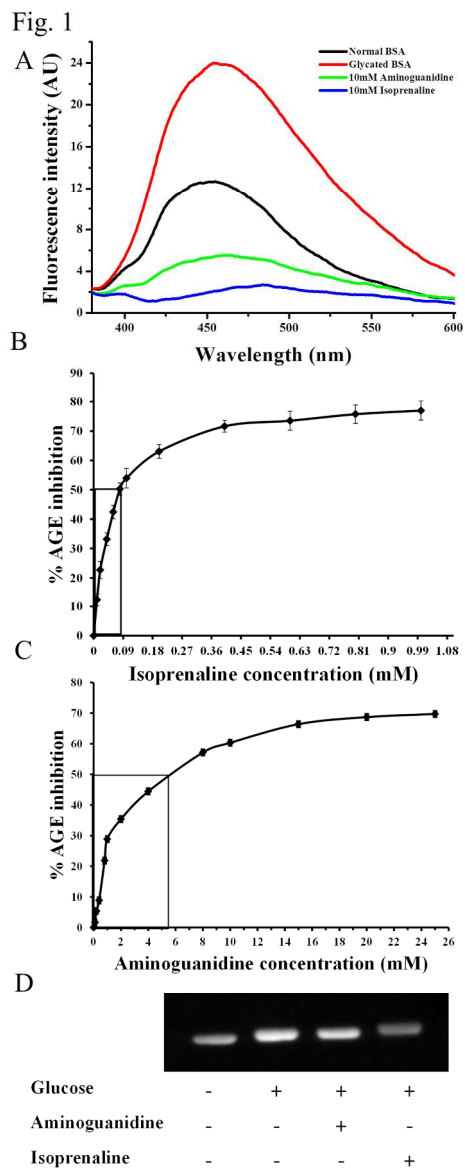 Fig. 1
A
Normal BSA
Glycated BSA
10mM Aminoguanidine
10mM Isoprenaline
Fluorescence intensity (AU)
24
20
16
12
8
4
0
400 450 500 550 600
Wavelength (nm)
B
% AGE inhibition
90
80
70
60
50
40
30
20
10
0
0 0.09 0.18 0.27 0.36 0.45 0.54 0.63 0.72 0.81 0.9 0.99 1.08
Isoprenaline concentration (mM)
C
% AGE inhibition
80
70
60
50
40
30
20
10
0
0 2 4 6 8 10 12 14 16 18 20 22 24 26
Aminoguanidine concentration (mM)
D
Glucose - + + +
Aminoguanidine - - + -
Isoprenaline - - - +